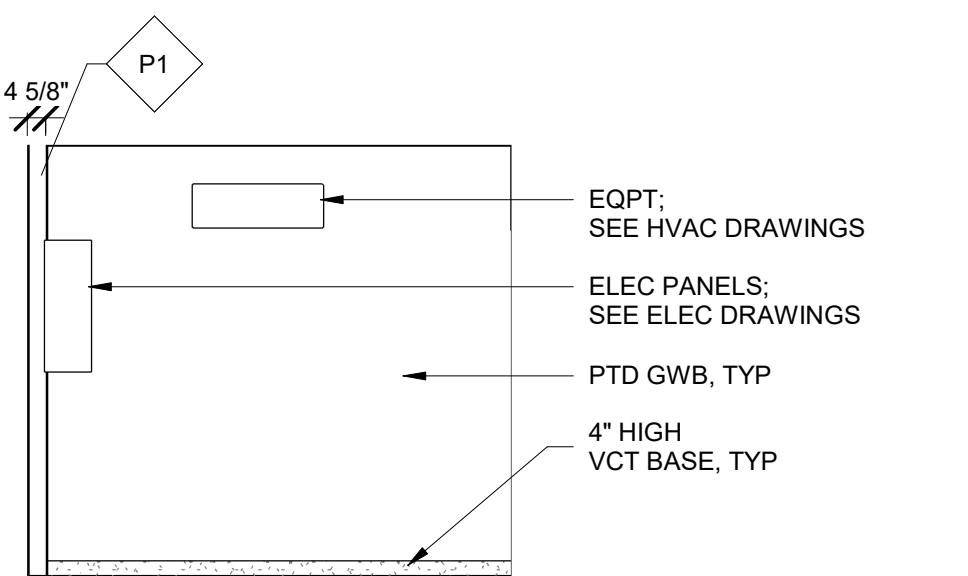 P1
4 5/8"
EQPT;
SEE HVAC DRAWINGS
ELEC PANELS;
SEE ELEC DRAWINGS
PTD GWB, TYP
4" HIGH
VCT BASE, TYP